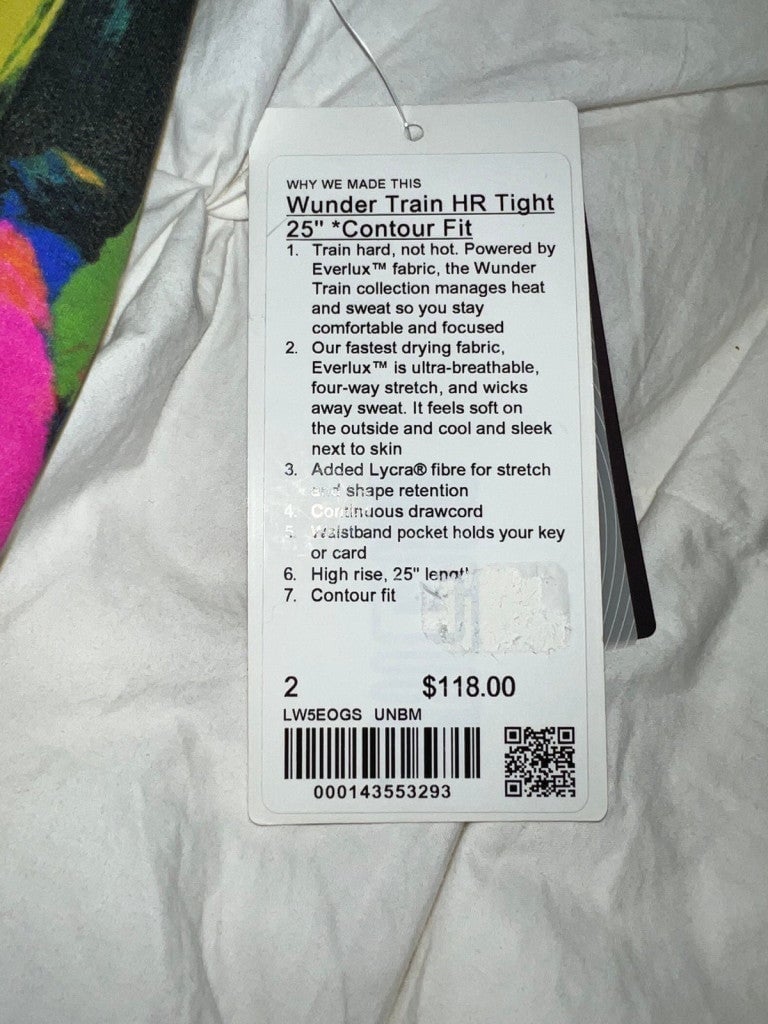 WHY WE MADE THIS
Wunder Train HR Tight
25" *Contour Fit
1. Train hard, not hot. Powered by
Everlux™ fabric, the Wunder
Train collection manages heat
and sweat so you stay
comfortable and focused
2. Our fastest drying fabric,
Everlux™ is ultra-breathable,
four-way stretch, and wicks
away sweat. It feels soft on
the outside and cool and sleek
next to skin
3. Added Lycra® fibre for stretch
and shape retention
4. Continuous drawcord
5. Waistband pocket holds your key
or card
6. High rise, 25" length
7. Contour fit
2 $118.00
LW5EOGS UNBM
000143553293